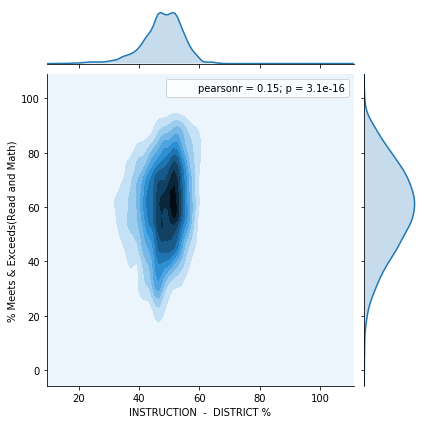 pearsonr = 0.15; p = 3.1e-16
100
80
60
40
20
0
% Meets & Exceeds(Read and Math)
20 40 60 80 100
INSTRUCTION - DISTRICT %